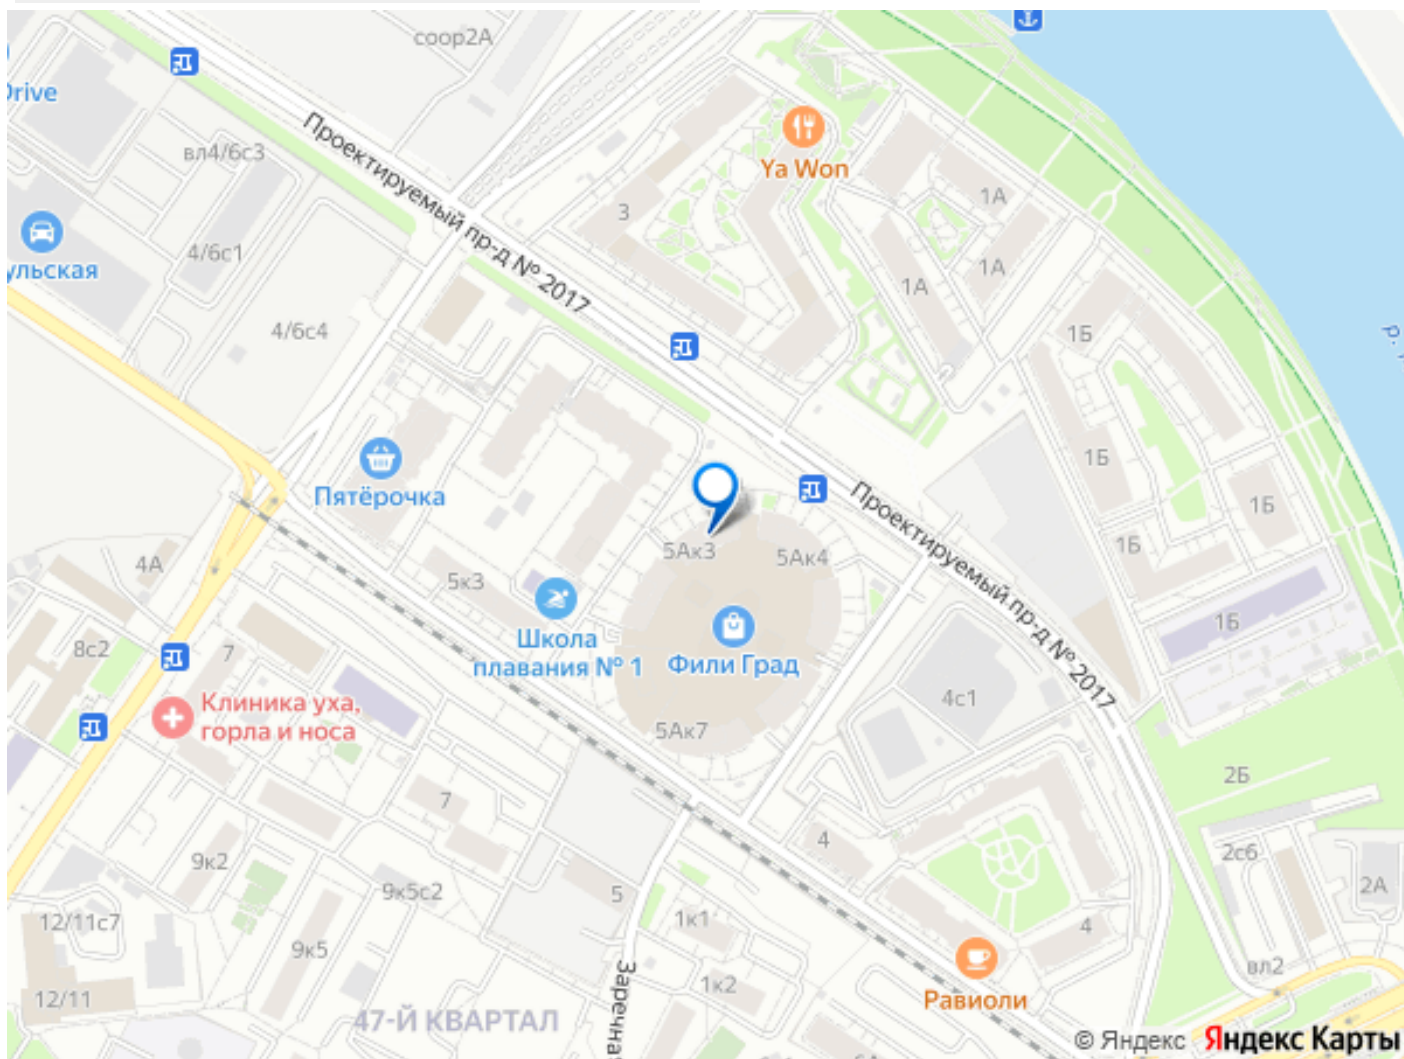 соор2А
Drive
Проектируемый пр-д № 2017
вл4/6с3
Ya Won
1А
3
4/6с1
ульская
1А
1А
4/6с4
1Б
р.
1Б
Пятёрочка
Проектируемый пр-д № 2017
1Б
5Ак3
5Ак4
1Б
4А
5к3
1Б
Школа
плавания № 1
Фили Град
8с2
7
4с1
Клиника уха,
горла и носа
5Ак7
2Б
7
4
2с6
9к2
9к5с2
5
2А
12/11с7
1к1
4
9к5
вл2
Заречная
1к2
12/11
Равиоли
47-Й КВАРТАЛ
© Яндекс Яндекс Карты